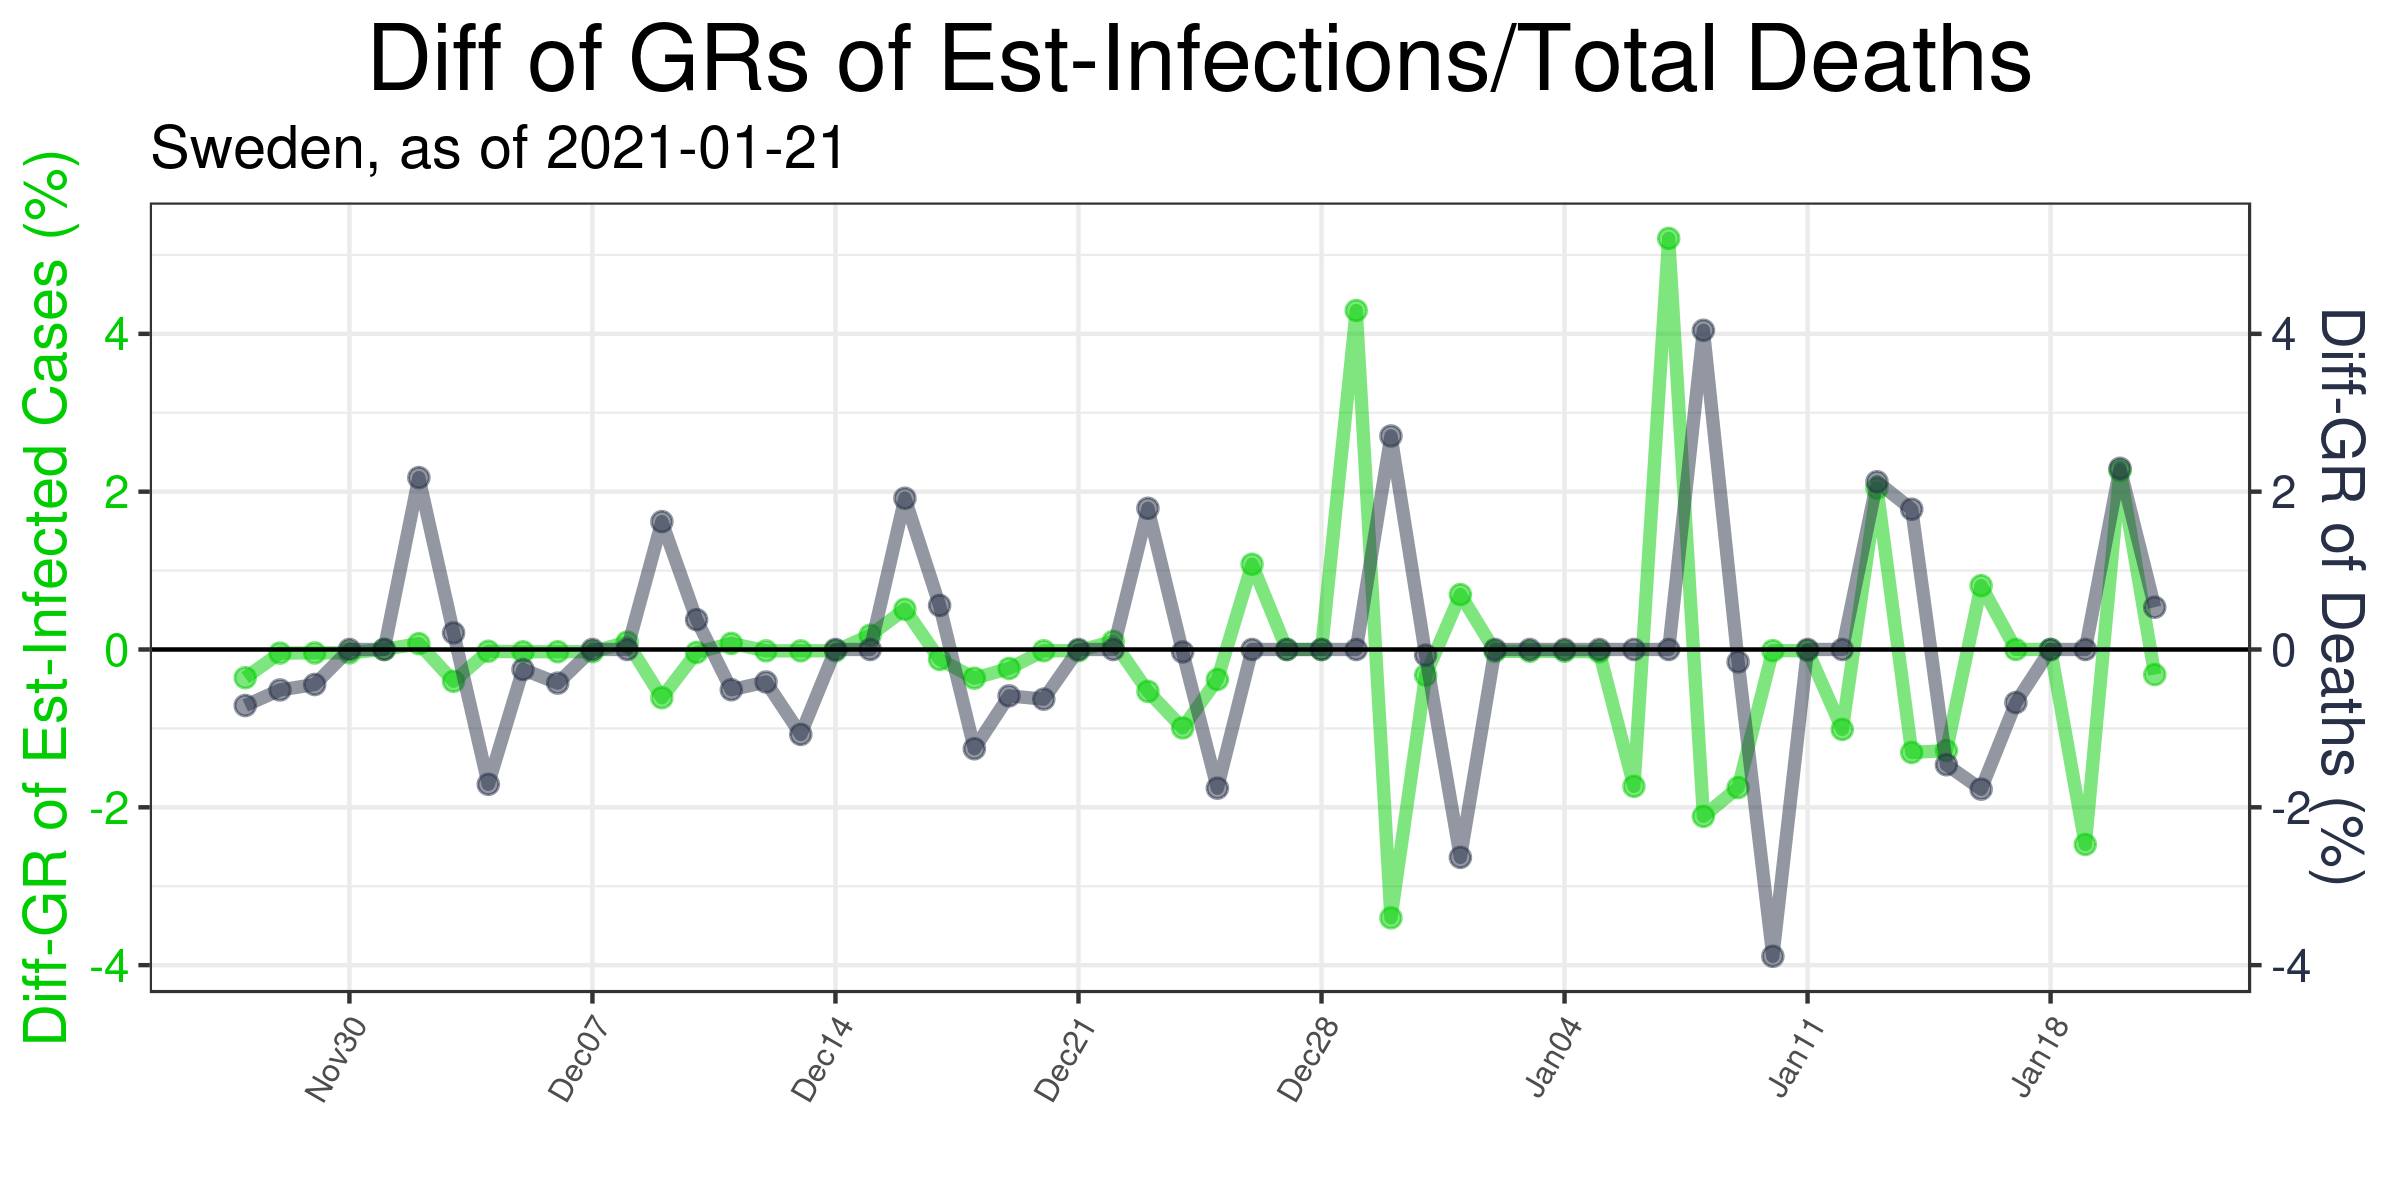 Diff of GRs of Est-Infections/Total Deaths
Sweden, as of 2021-01-21
Diff-GR of Est-Infected Cases (%)
4
2
0
-2
-4
4
2
0
-2
-4
Diff-GR of Deaths (%)
Nov30
Dec07
Dec14
Dec21
Dec28
Jan04
Jan11
Jan18